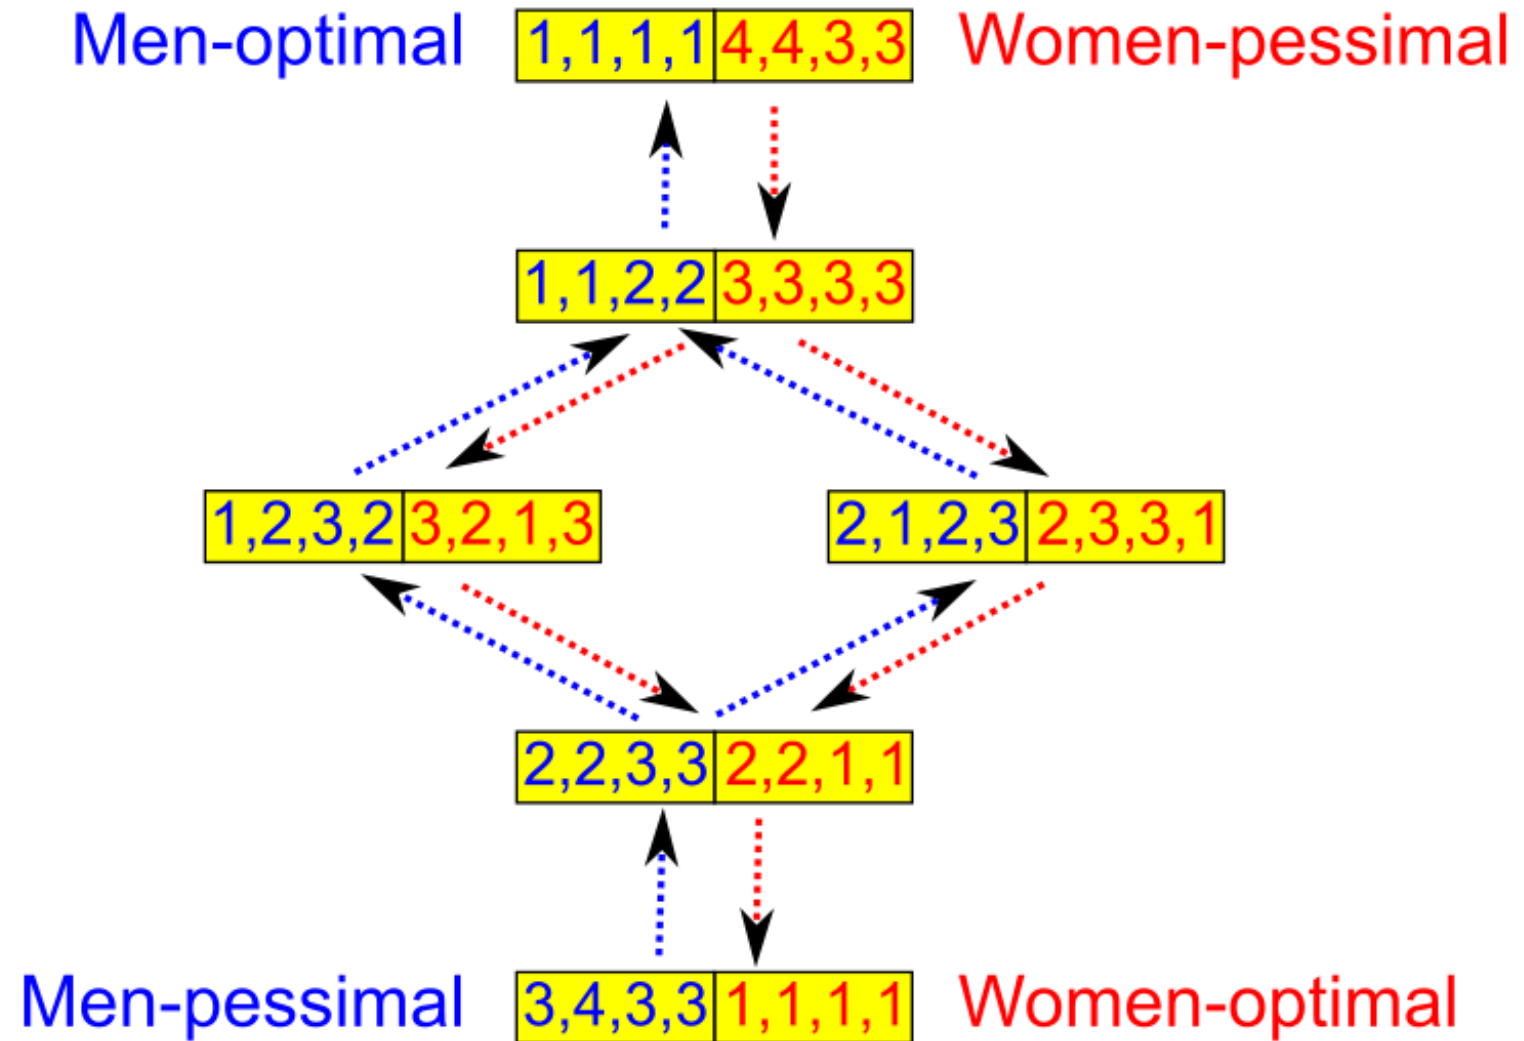 Men-optimal 1,1,1,1 4,4,3,3 Women-pessimal
1,1,2,2 3,3,3,3
1,2,3,2 3,2,1,3 2,1,2,3 2,3,3,1
2,2,3,3 2,2,1,1
Men-pessimal 3,4,3,3 1,1,1,1 Women-optimal